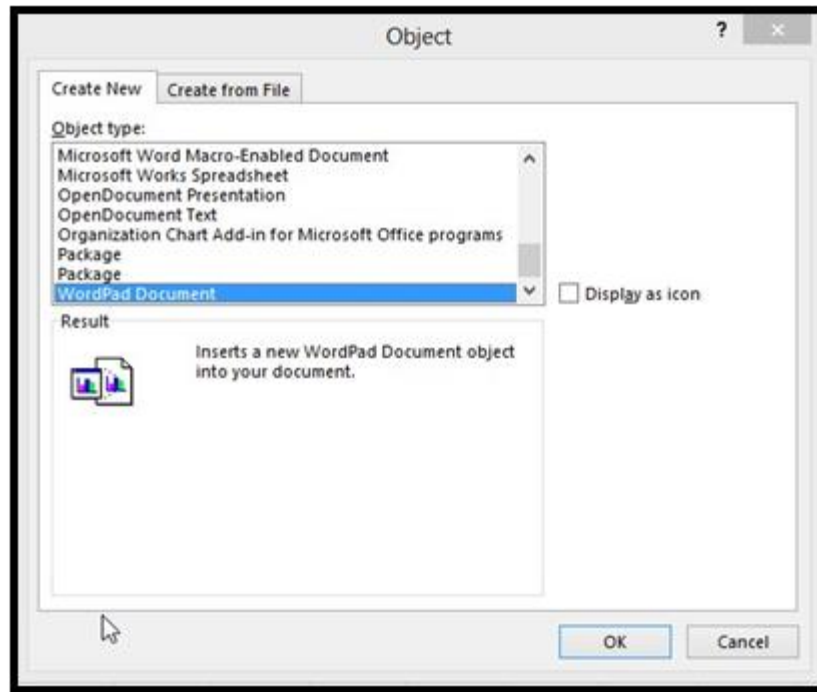 Object
?
Create New
Create from File
Object type:
Microsoft Word Macro-Enabled Document
Microsoft Works Spreadsheet
OpenDocument Presentation
OpenDocument Text
Organization Chart Add-in for Microsoft Office programs
Package
Package
WordPad Document
Display as icon
Result
Inserts a new WordPad Document object
into your document.
OK
Cancel